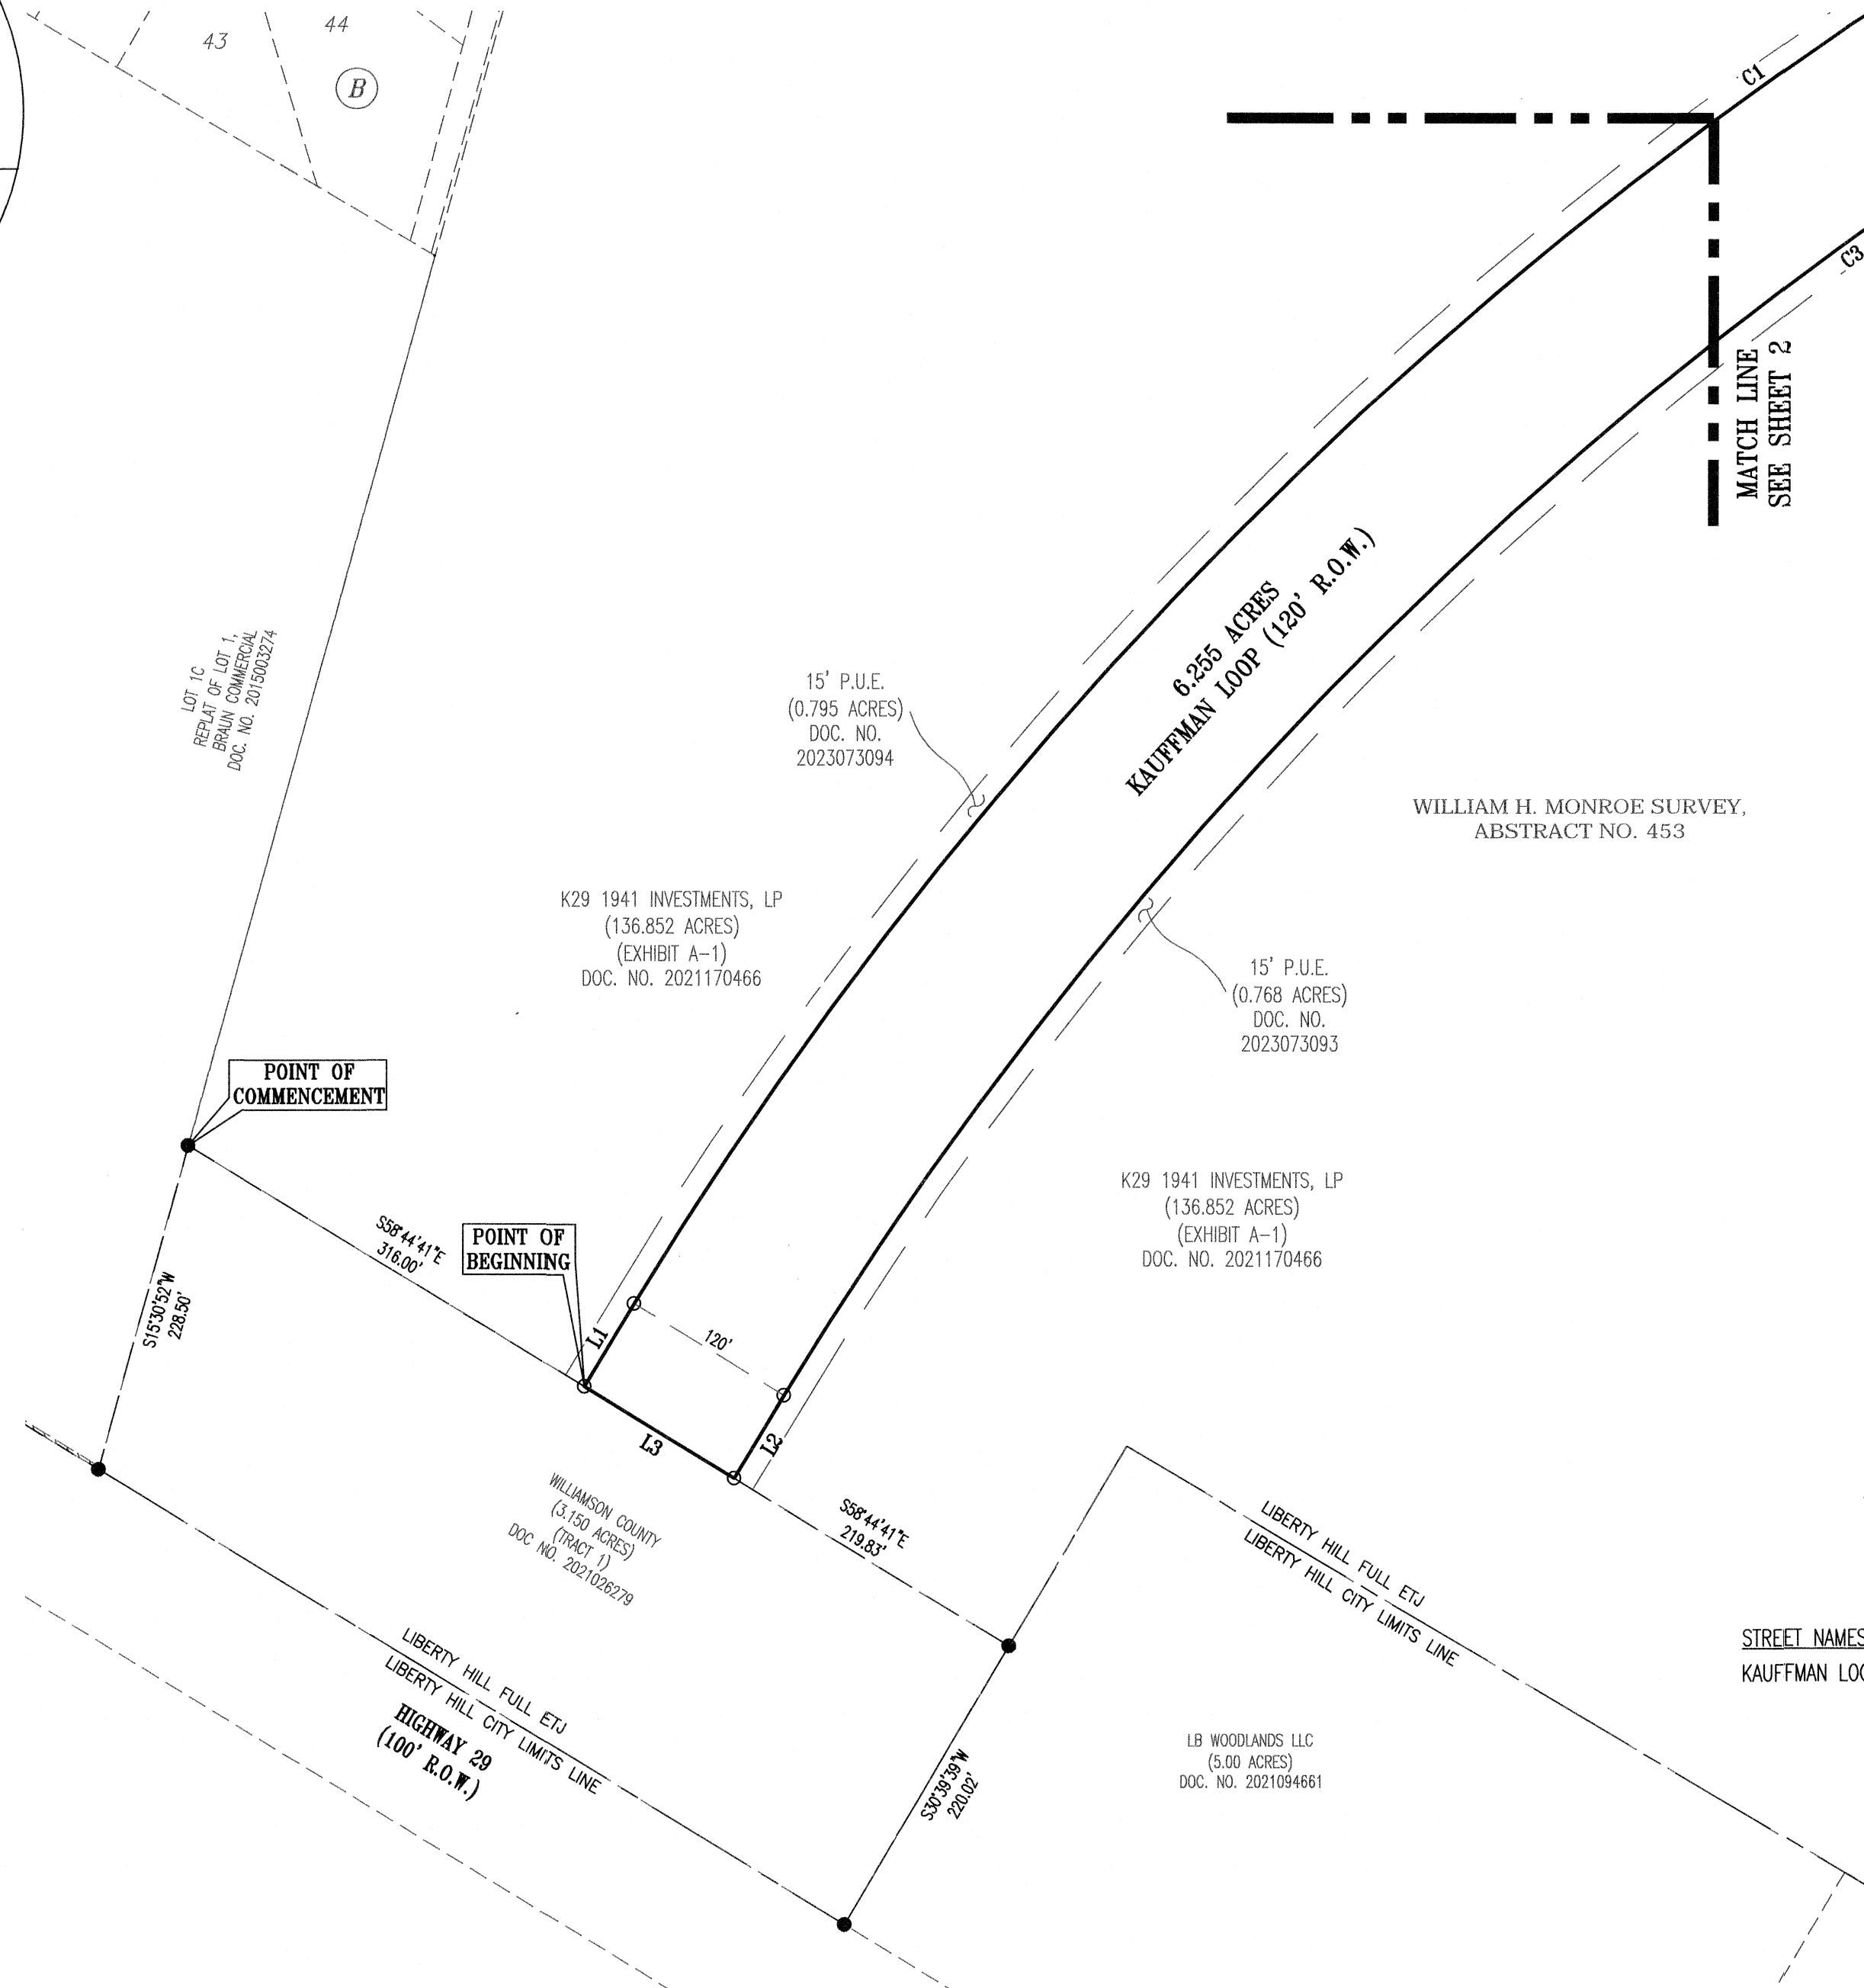 43
44
B
C1
C3
MATCH LINE
SEE SHEET 2
6.255 ACRES
KAUFFMAN LOOP (120' R.O.W.)
LOT 1C
REPLAT OF LOT 1,
BRAUN COMMERCIAL
DOC. NO. 2015003274
15' P.U.E.
(0.795 ACRES)
DOC. NO.
2023073094
WILLIAM H. MONROE SURVEY,
ABSTRACT NO. 453
K29 1941 INVESTMENTS, LP
(136.852 ACRES)
(EXHIBIT A-1)
DOC. NO. 2021170466
15' P.U.E.
(0.768 ACRES)
DOC. NO.
2023073093
POINT OF
COMMENCEMENT
K29 1941 INVESTMENTS, LP
(136.852 ACRES)
(EXHIBIT A-1)
DOC. NO. 2021170466
S58°44'41"E
316.00'
POINT OF
BEGINNING
S15°30'52"W
228.50'
L1
120'
L3
L2
WILLIAMSON COUNTY
(3.150 ACRES)
(TRACT 1)
DOC NO. 2021026279
S58°44'41"E
219.83'
LIBERTY HILL FULL ETJ
LIBERTY HILL CITY LIMITS LINE
STREET NAMES
KAUFFMAN LOO
LIBERTY HILL FULL ETJ
LIBERTY HILL CITY LIMITS LINE
HIGHWAY 29
(100' R.O.W.)
S30°39'39"W
220.02'
LB WOODLANDS LLC
(5.00 ACRES)
DOC. NO. 2021094661